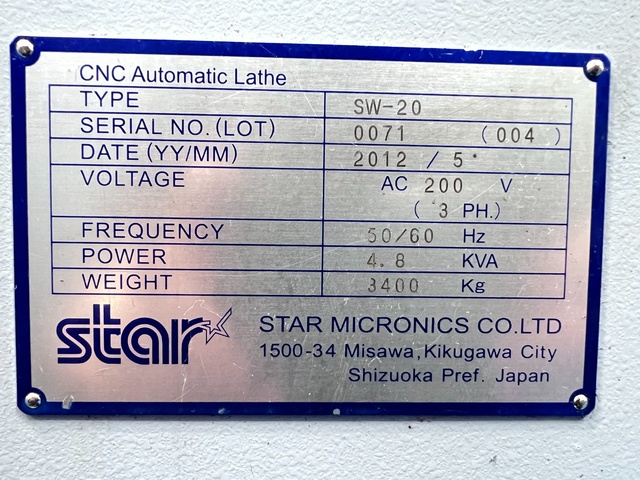 CNC Automatic Lathe
TYPE SW-20
SERIAL NO.(LOT) 0071 (004)
DATE (YY/MM) 2012 / 5
VOLTAGE AC 200 V
( 3 PH.)
FREQUENCY 50/60 Hz
POWER 4.8 KVA
WEIGHT 3400 Kg
star
STAR MICRONICS CO.LTD
1500-34 Misawa,Kikugawa City
Shizuoka Pref. Japan